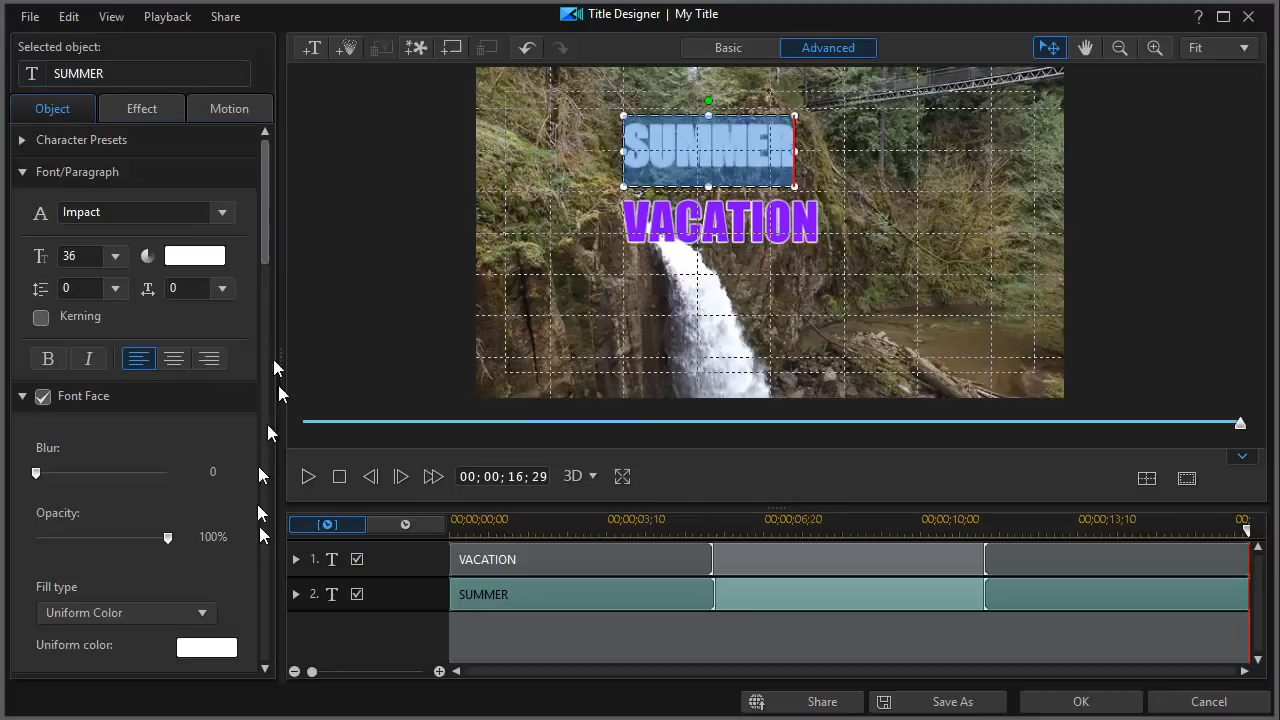 Title Designer | My Title
File Edit View Playback Share
Selected object:
T SUMMER
Object Effect Motion
Character Presets
Font/Paragraph
Impact
36
0 0
Kerning
B I
Font Face
Blur:
0
Opacity:
100%
Fill type
Uniform Color
Uniform color:
Basic Advanced
Fit
SUMMER
VACATION
00; 00; 16; 29 3D
00;00;00;00 00;00;03;10 00;00;06;20 00;00;10;00 00;00;13;10 00;
1. T VACATION
2. T SUMMER
Share Save As OK Cancel